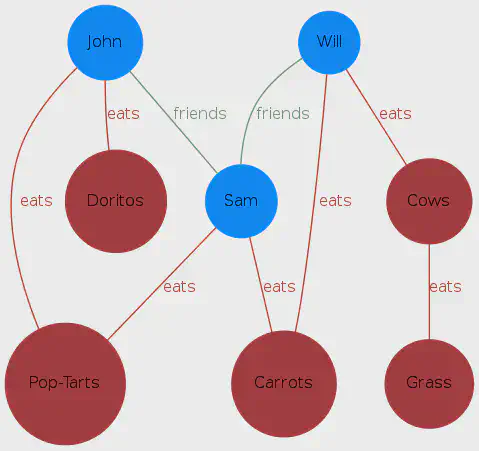 John
Will
eats
friends
friends
eats
Doritos
Sam
Cows
eats
eats
eats
eats
eats
Pop-Tarts
Carrots
Grass